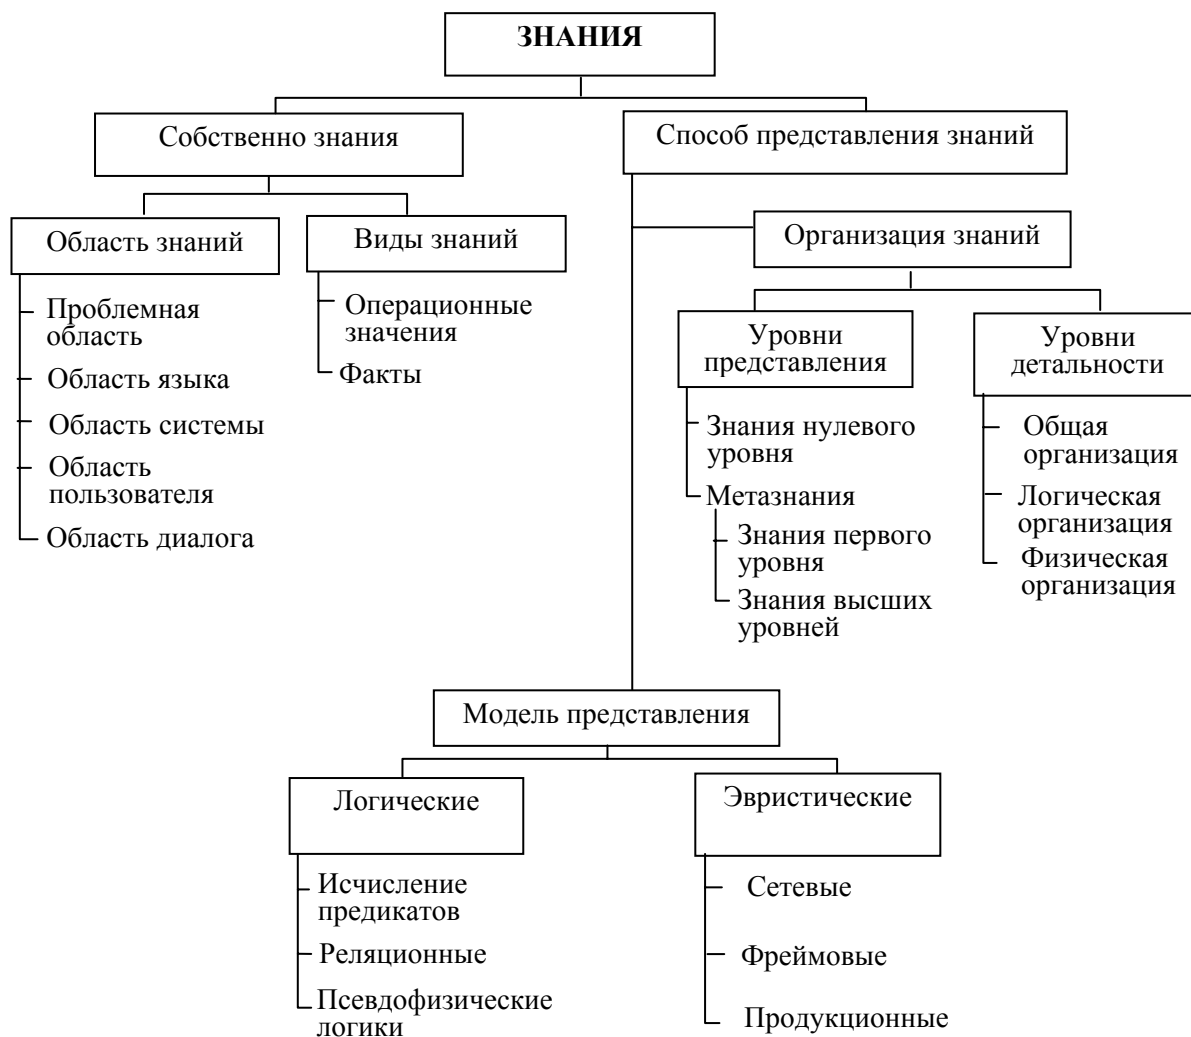 ЗНАНИЯ
Собственно знания
Способ представления знаний
Область знаний
Виды знаний
Организация знаний
Проблемная
область
Область языка
Область системы
Область
пользователя
Область диалога
Операционные
значения
Факты
Уровни
представления
Уровни
детальности
Знания нулевого
уровня
Метазнания
Знания первого
уровня
Знания высших
уровней
Общая
организация
Логическая
организация
Физическая
организация
Модель представления
Логические
Эвристические
Исчисление
предикатов
Реляционные
Псевдофизические
логики
Сетевые
Фреймовые
Продукционные